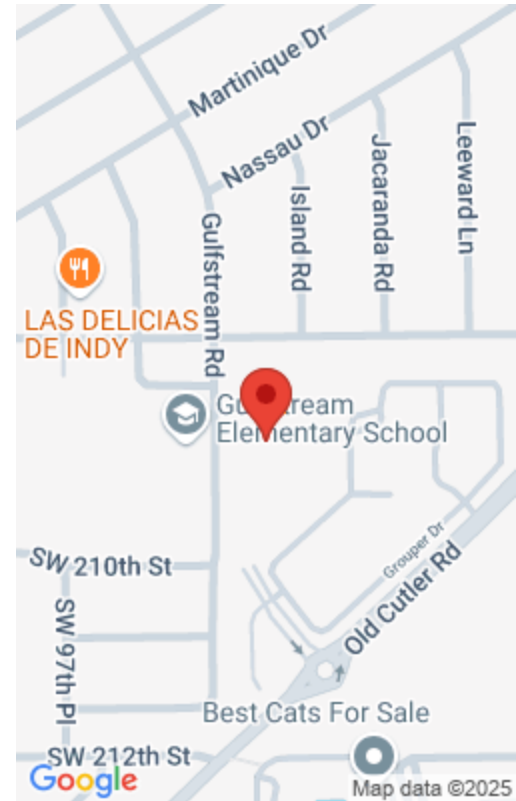 Martinique Dr
Nassau Dr
Leeward Ln
Jacaranda Rd
Island Rd
Gulfstream Rd
LAS DELICIAS
DE INDY
Elementary School
SW 210th St
Grouper Dr
Old Cutler Rd
SW 97th Pl
Best Cats For Sale
SW 212th St
Google
Map data ©2025